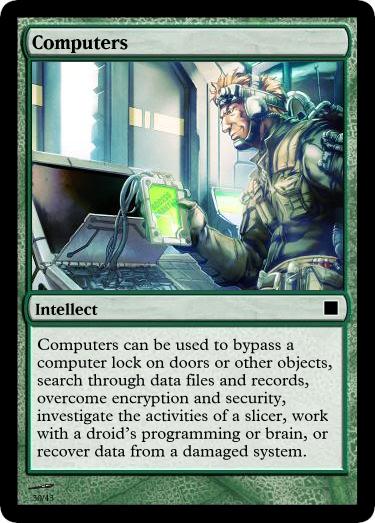 Computers
Intellect
Computers can be used to bypass a
computer lock on doors or other objects,
search through data files and records,
overcome encryption and security,
investigate the activities of a slicer, work
with a droid's programming or brain, or
recover data from a damaged system.
30/43